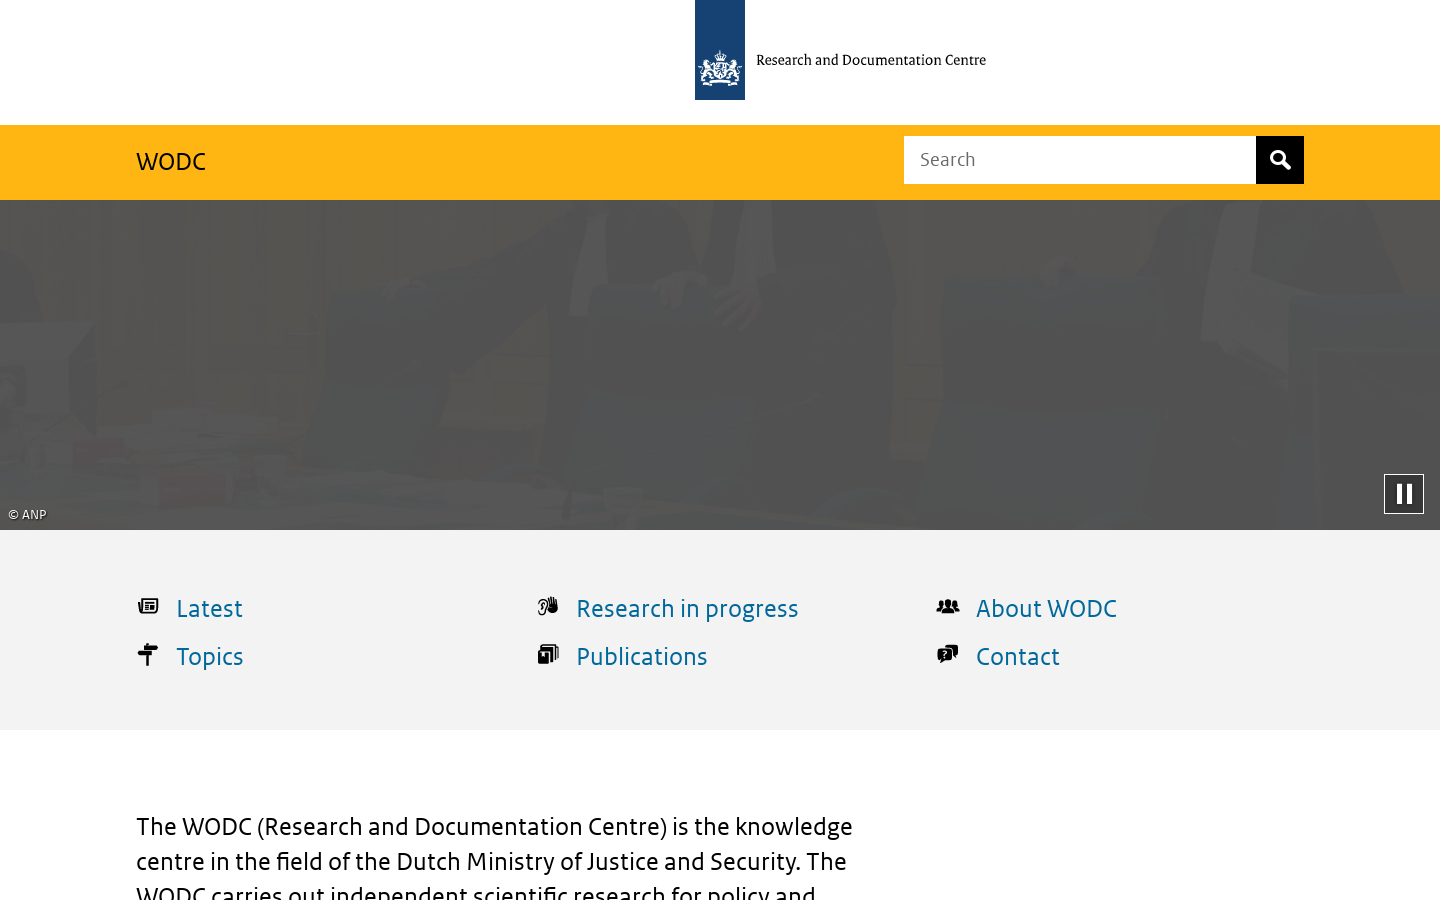 Research and Documentation Centre
WODC
Search
© ANP
Latest
Research in progress
About WODC
Topics
Publications
Contact
The WODC (Research and Documentation Centre) is the knowledge
centre in the field of the Dutch Ministry of Justice and Security. The
WODC carries out independent scientific research for policy and